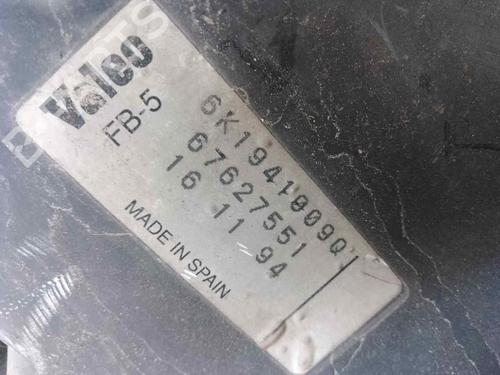 Valeo
FB-5
6K1941009Q
67627551
16 11 94
MADE IN SPAIN